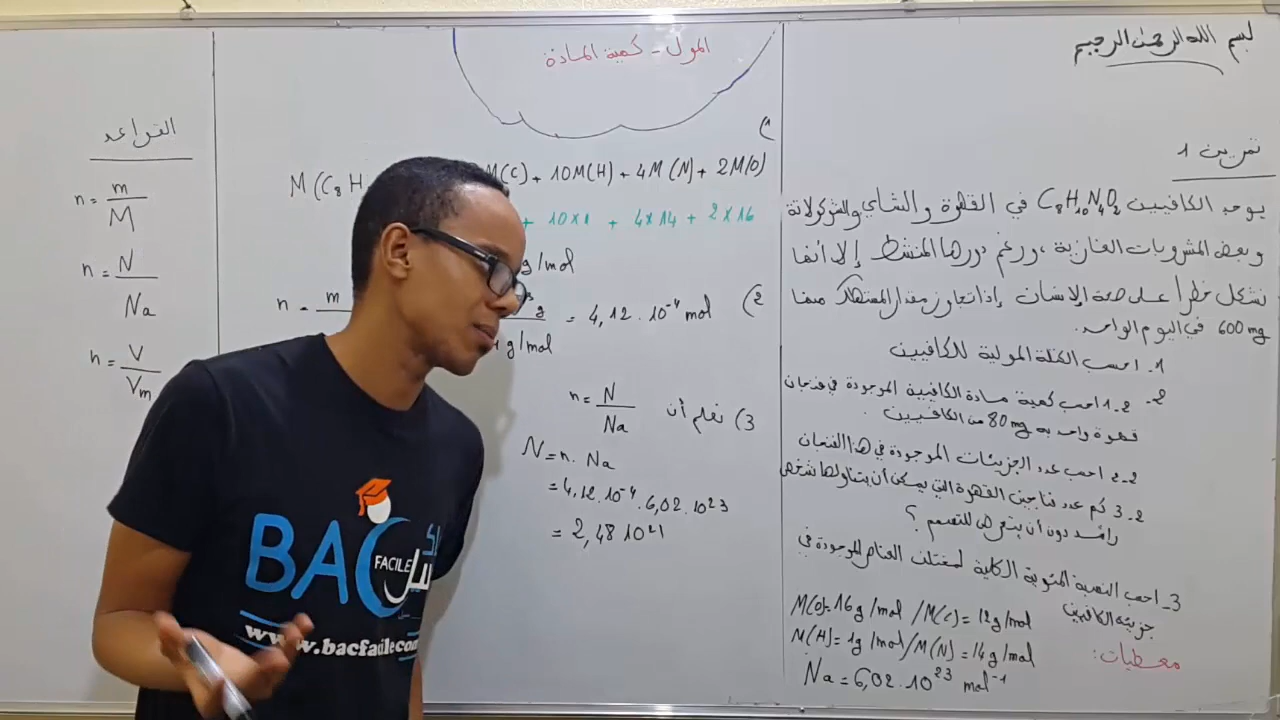 بسم الله الرحمن الرحيم
المول - كمية المادة
تمرين 1
يوجد الكافيين C₈H₁₀N₄O₂ في القهوة والشاي والشوكولاتة
وبعض المشروبات الغازية، ورغم دورها المنشط إلا أنها
تشكل خطرا على صحة الإنسان إذا تجاوز مقدار المستهلك منها
600 mg في اليوم الواحد.
1. احسب الكتلة المولية للكافيين
2-
2-1 احسب كمية مادة الكافيين الموجودة في فنجان
قهوة واحد به 80 mg من الكافيين.
2-2 احسب عدد الجزيئات الموجودة في هذا الفنجان
2-3 كم عدد فناجين القهوة التي يمكن أن يتناولها شخص
راشد دون أن يتعرض للتسمم؟
3- احسب النسبة المئوية الكتلية لمختلف العناصر الموجودة في
جزيئة الكافيين
معطيات:
M(O)=16g/mol / M(C)=12g/mol
M(H)=1g/mol / M(N)=14g/mol
Na=6,02.10²³ mol⁻¹
(1
M(C₈H M(C)+10M(H)+4M(N)+2M(O)
+ 10×1 + 4×14 + 2×16
g/mol
(2
n = m g = 4,12.10⁻⁴ mol
g/mol
(3 نعلم أن n = N/Na
N=n.Na
=4,12.10⁻⁴.6,02.10²³
=2,48 10²¹
القواعد
n = m/M
n = N/Na
n = V/Vm
BAC
FACILE
www.bacfacile.com